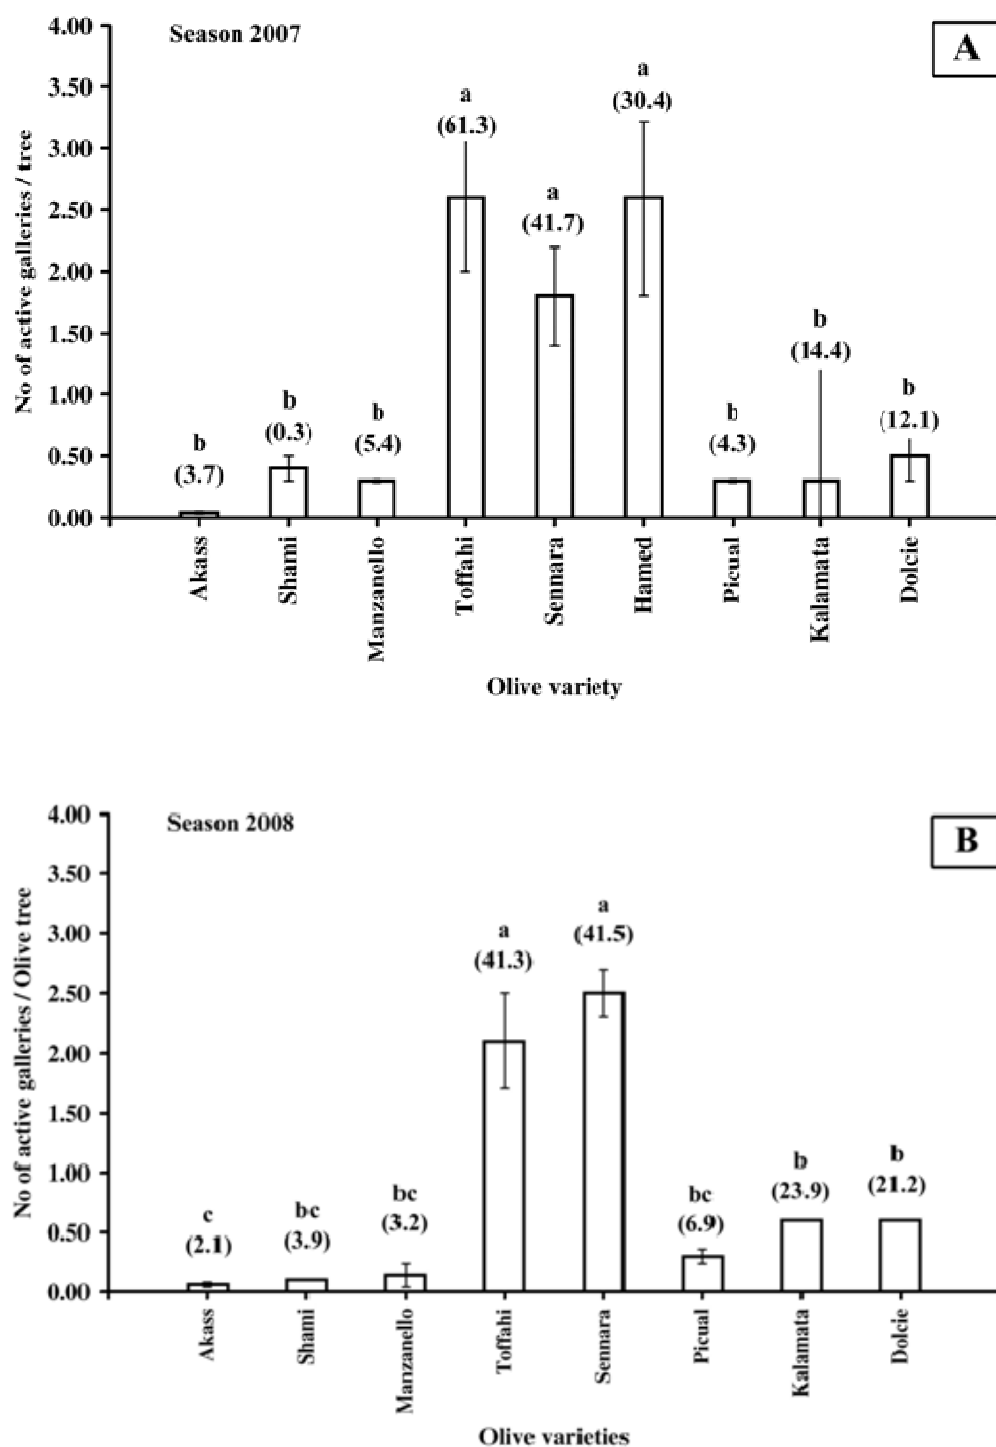 Season 2007
A
No of active galleries / tree
4.00
3.50
3.00
2.50
2.00
1.50
1.00
0.50
0.00
b
(3.7)
b
(0.3)
b
(5.4)
a
(61.3)
a
(41.7)
a
(30.4)
b
(4.3)
b
(14.4)
b
(12.1)
Akass
Shami
Manzanello
Toffahi
Sennara
Hamed
Picual
Kalamata
Dolcie
Olive variety
Season 2008
B
No of active galleries / Olive tree
4.00
3.50
3.00
2.50
2.00
1.50
1.00
0.50
0.00
c
(2.1)
bc
(3.9)
bc
(3.2)
a
(41.3)
a
(41.5)
bc
(6.9)
b
(23.9)
b
(21.2)
Akass
Shami
Manzanello
Toffahi
Sennara
Picual
Kalamata
Dolcie
Olive varieties